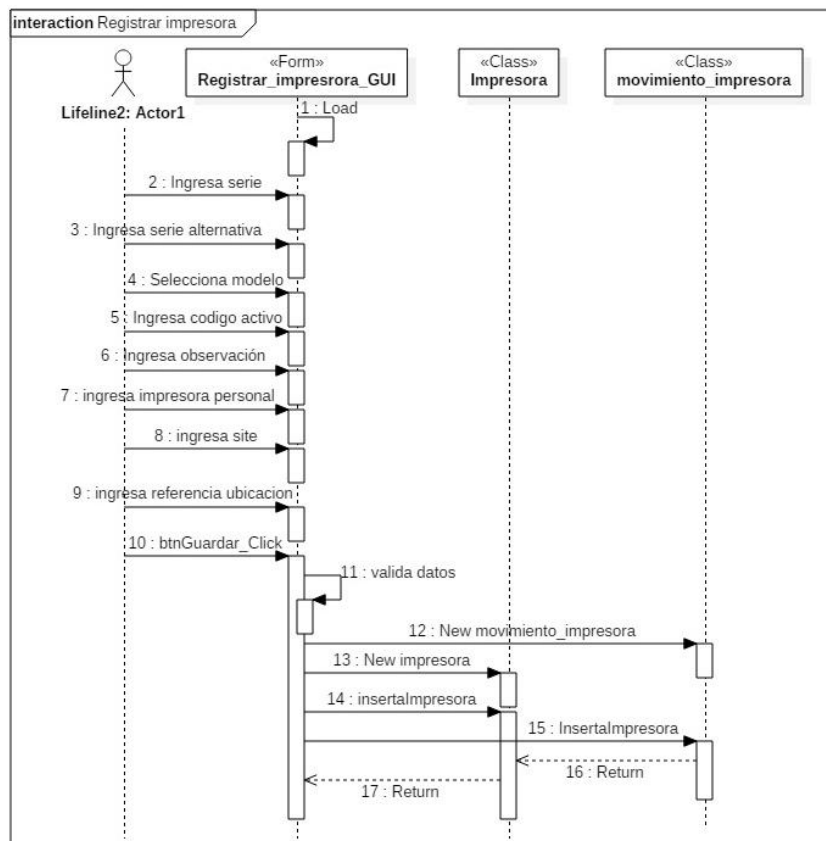 interaction Registrar impresora
«Form»
Registrar_impresrora_GUI
«Class»
Impresora
«Class»
movimiento_impresora
Lifeline2: Actor1
1 : Load
2 : Ingresa serie
3 : Ingresa serie alternativa
4 : Selecciona modelo
5 : Ingresa codigo activo
6 : Ingresa observación
7 : ingresa impresora personal
8 : ingresa site
9 : ingresa referencia ubicacion
10 : btnGuardar_Click
11 : valida datos
12 : New movimiento_impresora
13 : New impresora
14 : insertaImpresora
15 : InsertaImpresora
16 : Return
17 : Return